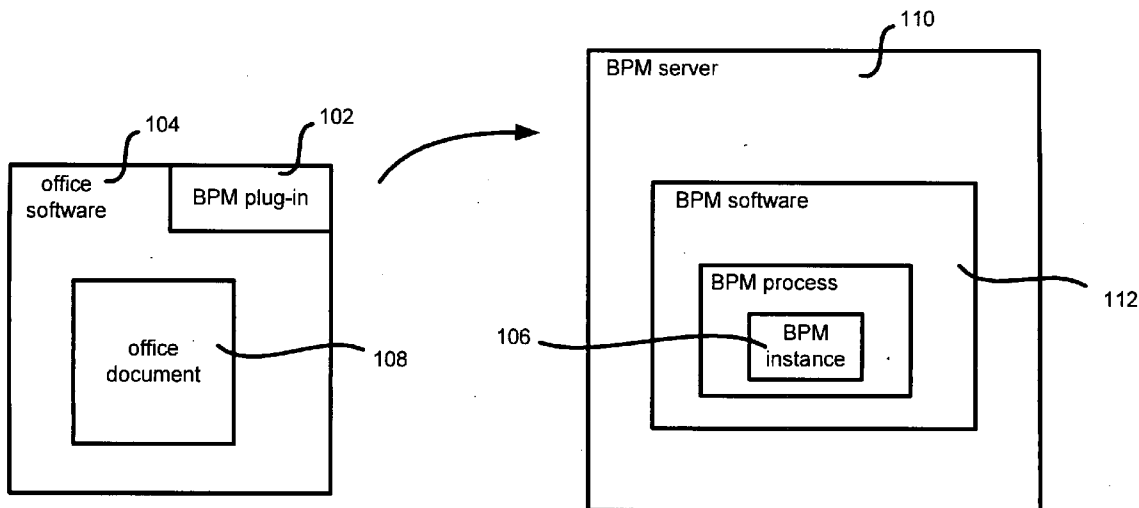 110
BPM server
104
102
office
software
BPM plug-in
BPM software
BPM process
112
106
BPM
instance
office
document
108